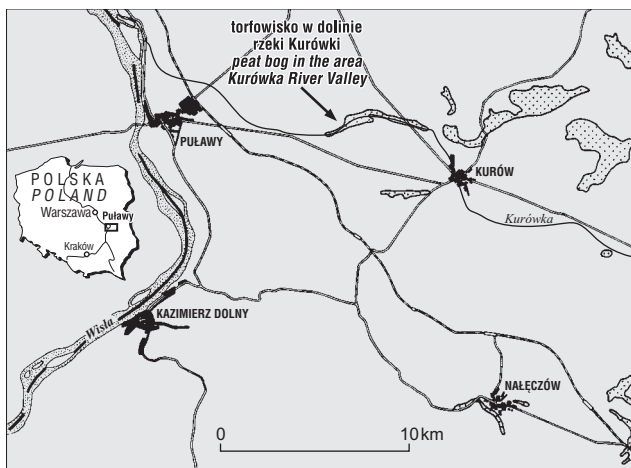 torfowisko w dolinie
rzeki Kurówki
peat bog in the area
Kurówka River Valley
PUŁAWY
KURÓW
POLSKA
POLAND
Warszawa
Puławy
Kraków
Kurówka
Wisła
KAZIMIERZ DOLNY
NAŁĘCZÓW
0 10 km